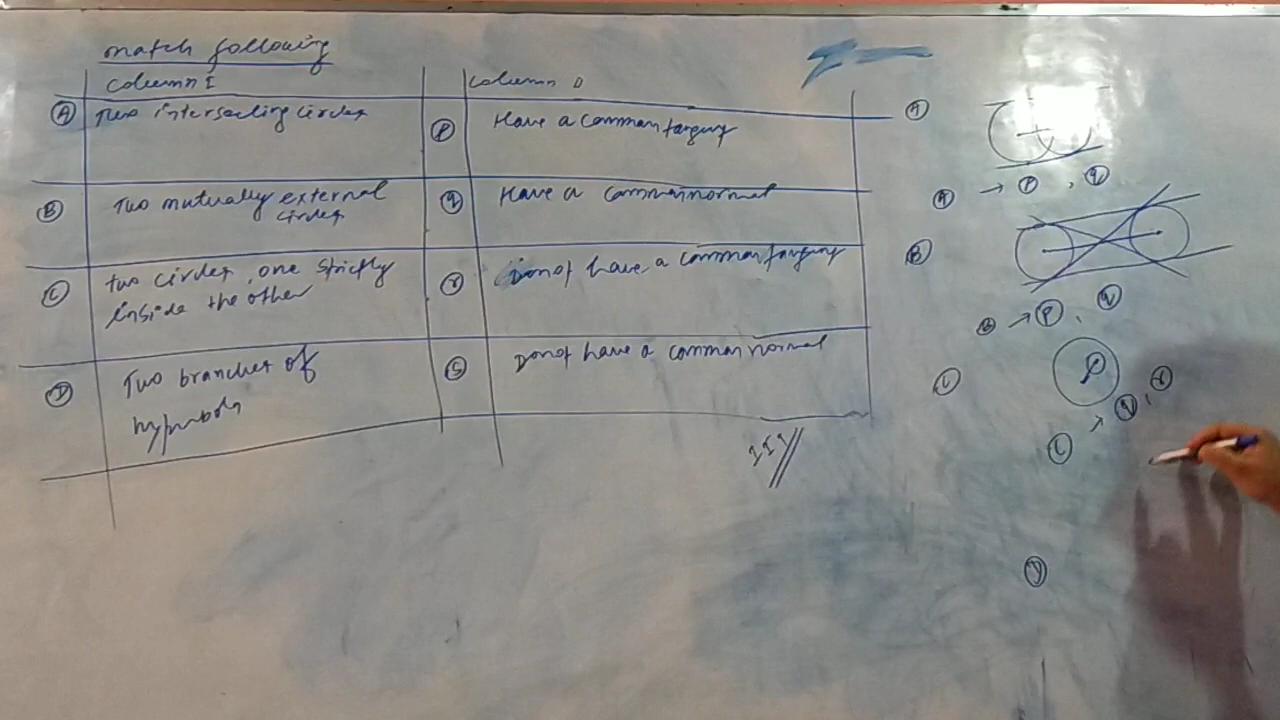 match following
column I
column II
A Two intersecting circles
p Have a common tangent
B Two mutually external
circles
q Have a common normal
C two circles, one strictly
inside the other
r Do not have a common tangent
D Two branches of
hyperbola
s Do not have a common normal
IIT
A
A → p, q
B
B → p, q
C
C → q, r
D